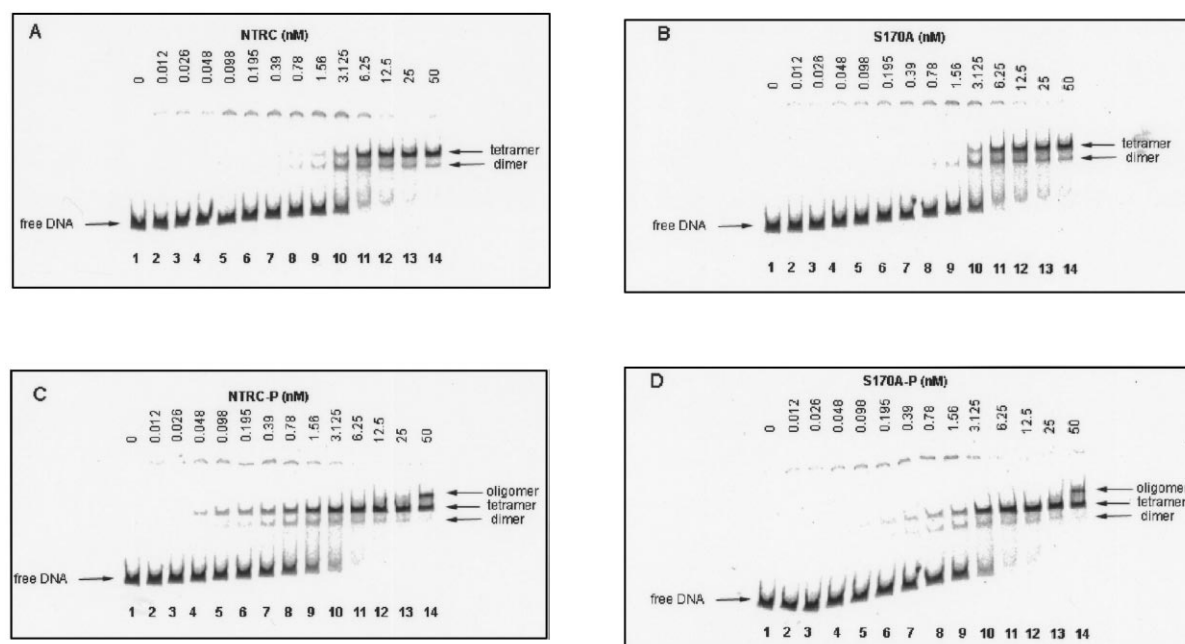 A
NTRC (nM)
0 0.012 0.026 0.048 0.098 0.195 0.39 0.78 1.56 3.125 6.25 12.5 25 50
tetramer
dimer
free DNA
1 2 3 4 5 6 7 8 9 10 11 12 13 14
B
S170A (nM)
0 0.012 0.026 0.048 0.098 0.195 0.39 0.78 1.56 3.125 6.25 12.5 25 50
tetramer
dimer
free DNA
1 2 3 4 5 6 7 8 9 10 11 12 13 14
C
NTRC-P (nM)
0 0.012 0.026 0.048 0.098 0.195 0.39 0.78 1.56 3.125 6.25 12.5 25 50
oligomer
tetramer
dimer
free DNA
1 2 3 4 5 6 7 8 9 10 11 12 13 14
D
S170A-P (nM)
0 0.012 0.026 0.048 0.098 0.195 0.39 0.78 1.56 3.125 6.25 12.5 25 50
oligomer
tetramer
dimer
free DNA
1 2 3 4 5 6 7 8 9 10 11 12 13 14